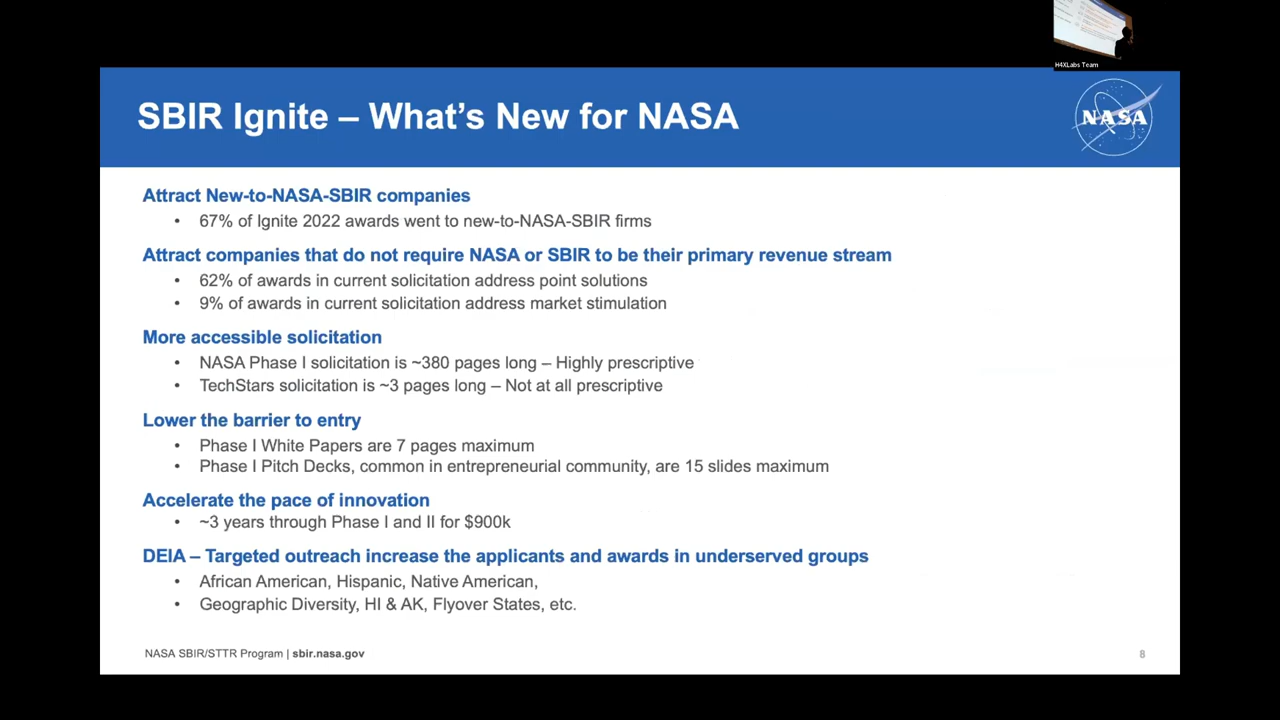 H4XLabs Team
SBIR Ignite – What's New for NASA
NASA
Attract New-to-NASA-SBIR companies
• 67% of Ignite 2022 awards went to new-to-NASA-SBIR firms
Attract companies that do not require NASA or SBIR to be their primary revenue stream
• 62% of awards in current solicitation address point solutions
• 9% of awards in current solicitation address market stimulation
More accessible solicitation
• NASA Phase I solicitation is ~380 pages long – Highly prescriptive
• TechStars solicitation is ~3 pages long – Not at all prescriptive
Lower the barrier to entry
• Phase I White Papers are 7 pages maximum
• Phase I Pitch Decks, common in entrepreneurial community, are 15 slides maximum
Accelerate the pace of innovation
• ~3 years through Phase I and II for $900k
DEIA – Targeted outreach increase the applicants and awards in underserved groups
• African American, Hispanic, Native American,
• Geographic Diversity, HI & AK, Flyover States, etc.
NASA SBIR/STTR Program | sbir.nasa.gov
8